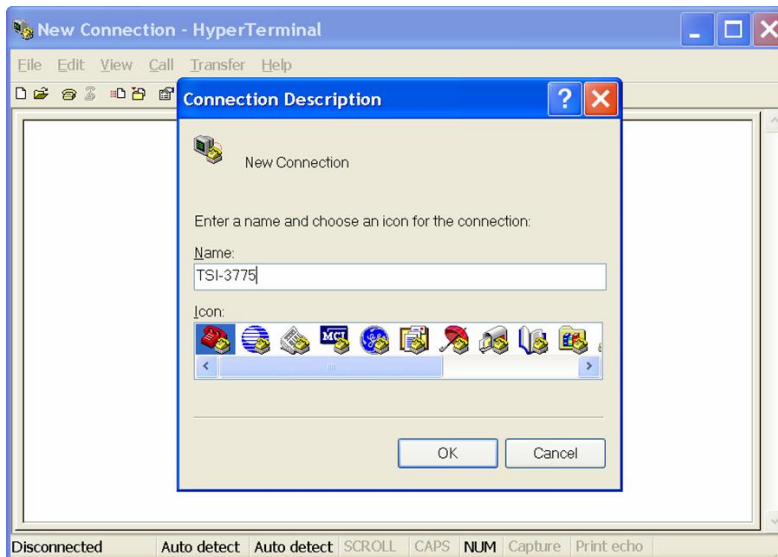 New Connection - HyperTerminal
File Edit View Call Transfer Help
Connection Description
?
New Connection
Enter a name and choose an icon for the connection:
Name:
TSI-3775
Icon:
MCI
OK Cancel
Disconnected Auto detect Auto detect SCROLL CAPS NUM Capture Print echo